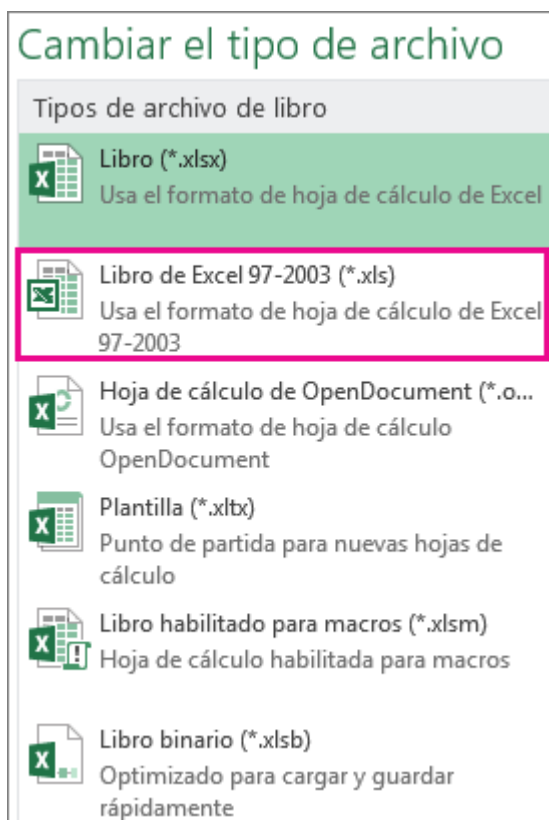 Cambiar el tipo de archivo
Tipos de archivo de libro
Libro (*.xlsx)
Usa el formato de hoja de cálculo de Excel
Libro de Excel 97-2003 (*.xls)
Usa el formato de hoja de cálculo de Excel
97-2003
Hoja de cálculo de OpenDocument (*.o...
Usa el formato de hoja de cálculo
OpenDocument
Plantilla (*.xltx)
Punto de partida para nuevas hojas de
cálculo
Libro habilitado para macros (*.xlsm)
Hoja de cálculo habilitada para macros
Libro binario (*.xlsb)
Optimizado para cargar y guardar
rápidamente